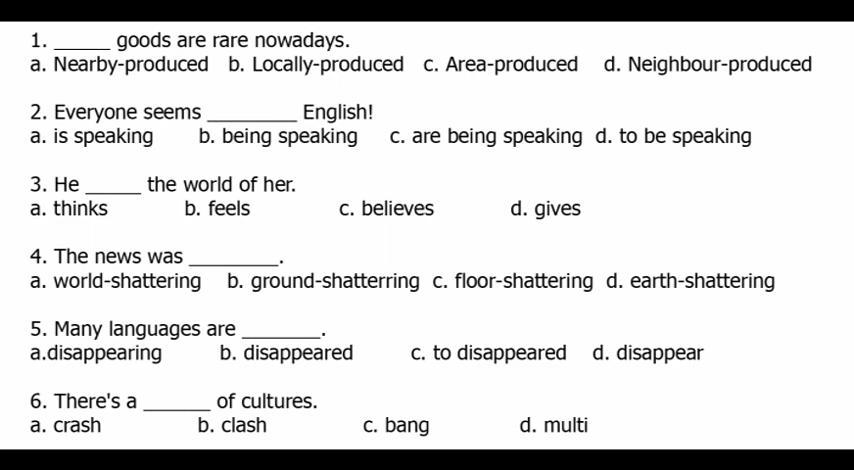 1. ______ goods are rare nowadays.
a. Nearby-produced b. Locally-produced c. Area-produced d. Neighbour-produced
2. Everyone seems _________ English!
a. is speaking b. being speaking c. are being speaking d. to be speaking
3. He ______ the world of her.
a. thinks b. feels c. believes d. gives
4. The news was _________.
a. world-shattering b. ground-shatterring c. floor-shattering d. earth-shattering
5. Many languages are ________.
a.disappearing b. disappeared c. to disappeared d. disappear
6. There's a _______ of cultures.
a. crash b. clash c. bang d. multi